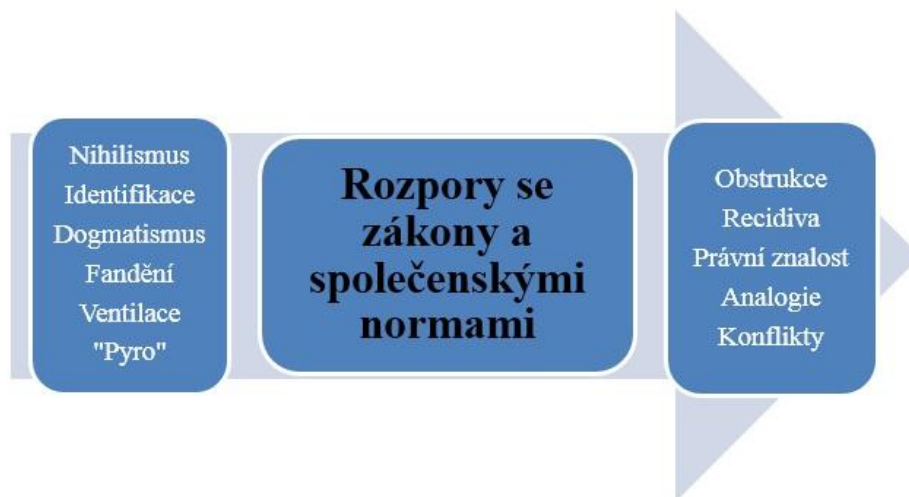 Nihilismus
Identifikace
Dogmatismus
Fandění
Ventilace
"Pyro"
Rozpory se
zákony a
společenskými
normami
Obstrukce
Recidiva
Právní znalost
Analogie
Konflikty